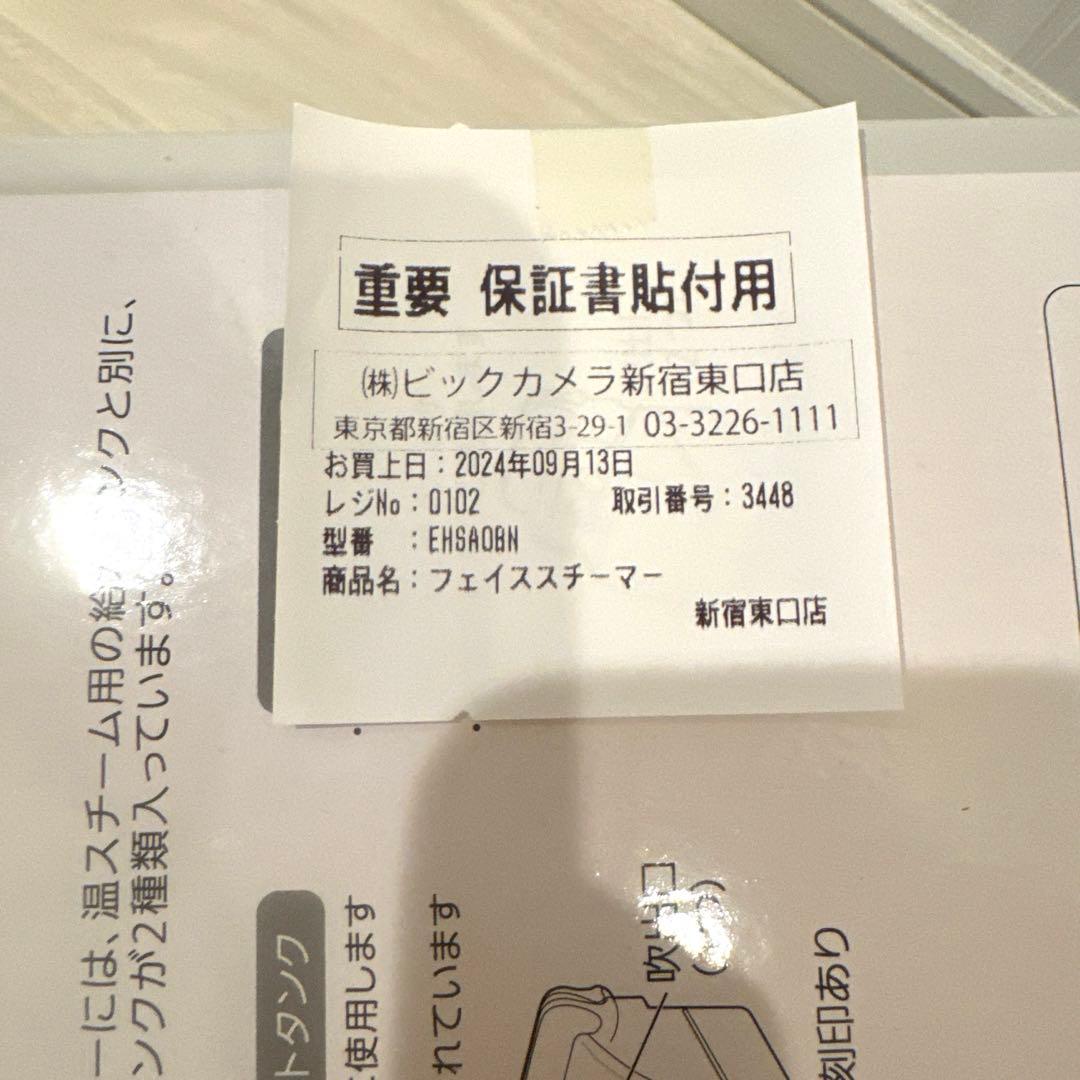 重要 保証書貼付用
㈱ビックカメラ新宿東口店
東京都新宿区新宿3-29-1 03-3226-1111
お買上日：2024年09月13日
レジNo：0102 取引番号：3448
型番 ：EHSA0BN
商品名：フェイススチーマー
新宿東口店
ンクと別に、
ーには、温スチーム用の給
ンクが2種類入っています。
トタンク
使用します
れています
吹出口
刻印あり